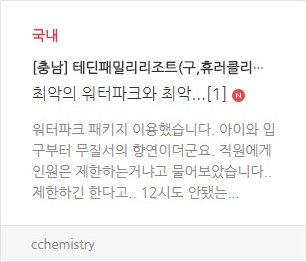 국내
[충남] 테딘패밀리리조트(구,휴러클리…
최악의 워터파크와 최악...[1] N
워터파크 패키지 이용했습니다. 아이와 입
구부터 무질서의 향연이더군요. 직원에게
인원은 제한하는거냐고 물어보았습니다..
제한하긴 한다고.. 12시도 안됐는...
cchemistry